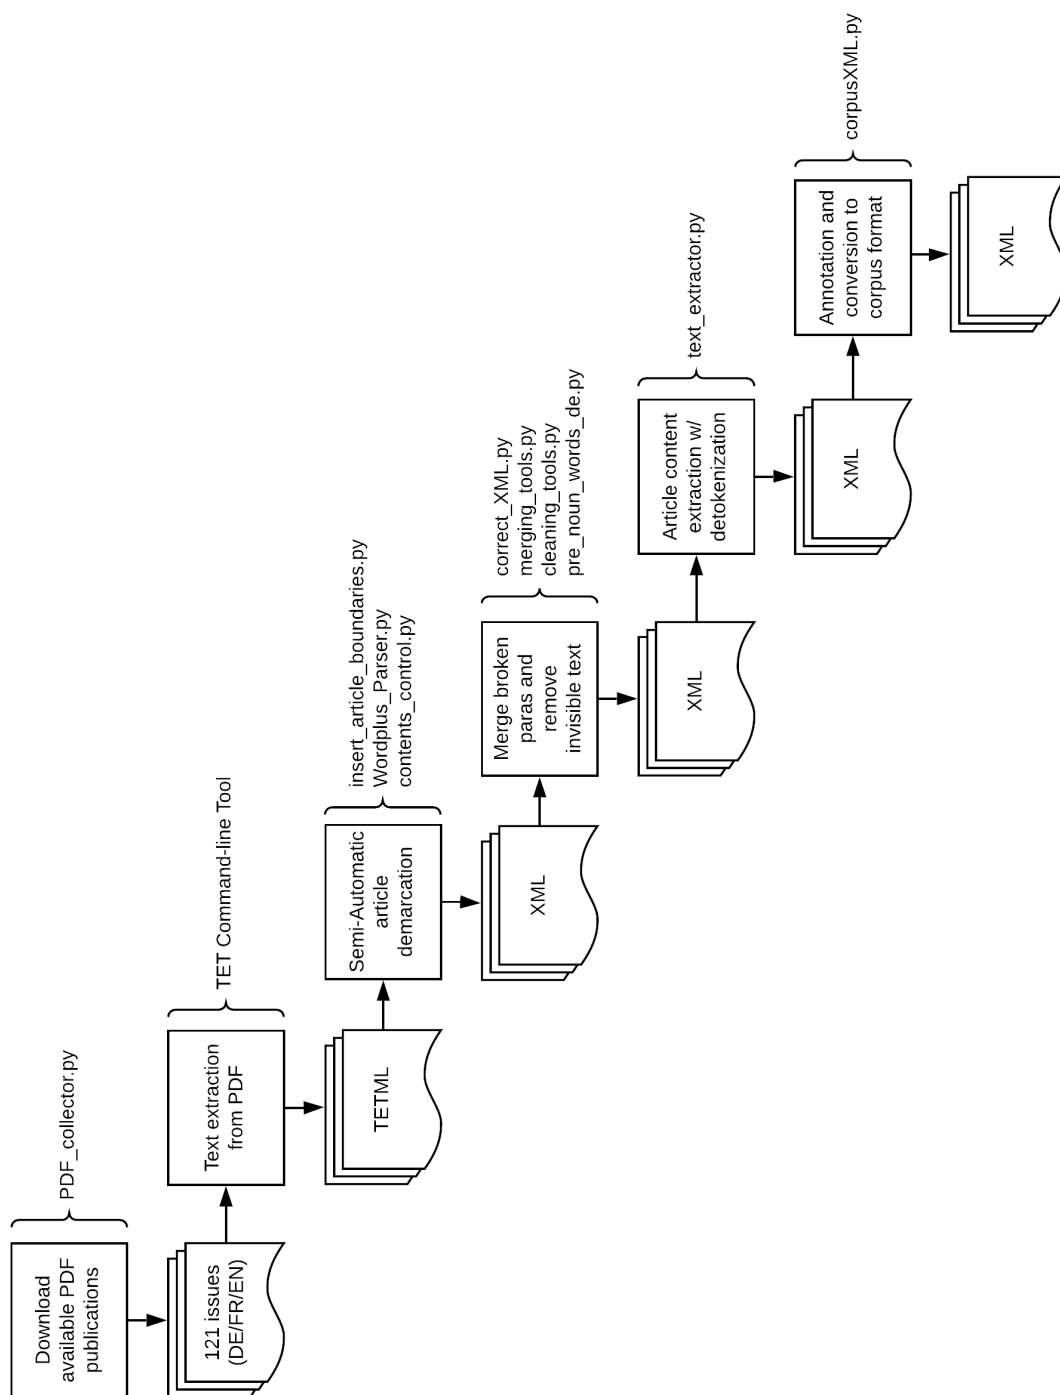 PDF_collector.py
Download
available PDF
publications
121 issues
(DE/FR/EN)
TET Command-line Tool
Text extraction
from PDF
TETML
insert_article_boundaries.py
Wordplus_Parser.py
contents_control.py
Semi-Automatic
article
demarcation
XML
correct_XML.py
merging_tools.py
cleaning_tools.py
pre_noun_words_de.py
Merge broken
paras and
remove
invisible text
XML
text_extractor.py
Article content
extraction w/
detokenization
XML
corpusXML.py
Annotation and
conversion to
corpus format
XML